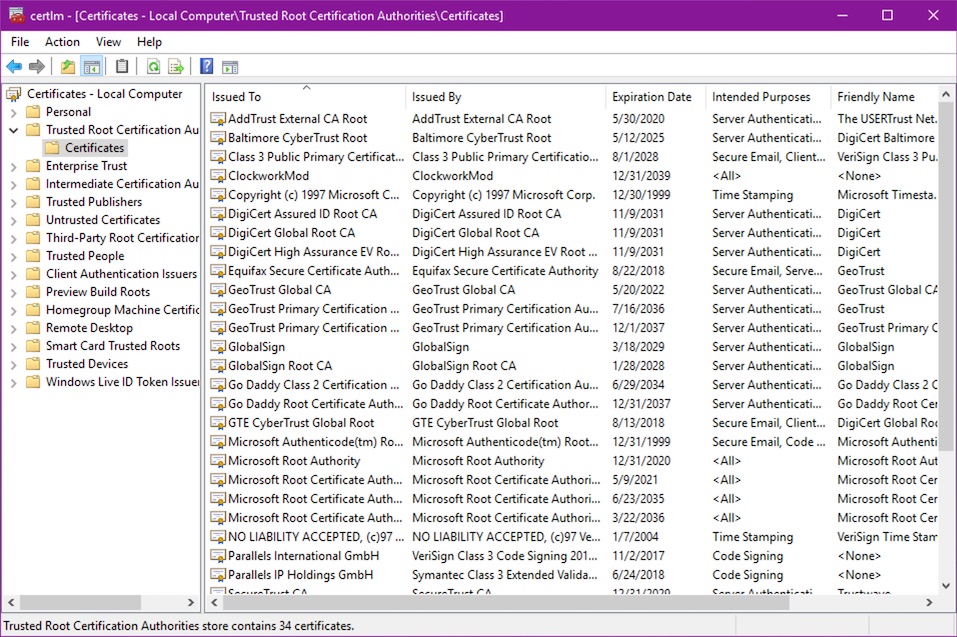 certlm - [Certificates - Local Computer\Trusted Root Certification Authorities\Certificates]
File Action View Help
Certificates - Local Computer
Personal
Trusted Root Certification Au
Certificates
Enterprise Trust
Intermediate Certification Au
Trusted Publishers
Untrusted Certificates
Third-Party Root Certification
Trusted People
Client Authentication Issuers
Preview Build Roots
Homegroup Machine Certific
Remote Desktop
Smart Card Trusted Roots
Trusted Devices
Windows Live ID Token Issuer
Issued To Issued By Expiration Date Intended Purposes Friendly Name
AddTrust External CA Root AddTrust External CA Root 5/30/2020 Server Authenticati... The USERTrust Net.
Baltimore CyberTrust Root Baltimore CyberTrust Root 5/12/2025 Server Authenticati... DigiCert Baltimore
Class 3 Public Primary Certificat... Class 3 Public Primary Certificatio... 8/1/2028 Secure Email, Client... VeriSign Class 3 Pu.
ClockworkMod ClockworkMod 12/31/2039 <All> <None>
Copyright (c) 1997 Microsoft C... Copyright (c) 1997 Microsoft Corp. 12/30/1999 Time Stamping Microsoft Timesta.
DigiCert Assured ID Root CA DigiCert Assured ID Root CA 11/9/2031 Server Authenticati... DigiCert
DigiCert Global Root CA DigiCert Global Root CA 11/9/2031 Server Authenticati... DigiCert
DigiCert High Assurance EV Ro... DigiCert High Assurance EV Root ... 11/9/2031 Server Authenticati... DigiCert
Equifax Secure Certificate Auth... Equifax Secure Certificate Authority 8/22/2018 Secure Email, Serve... GeoTrust
GeoTrust Global CA GeoTrust Global CA 5/20/2022 Server Authenticati... GeoTrust Global CA
GeoTrust Primary Certification ... GeoTrust Primary Certification Au... 7/16/2036 Server Authenticati... GeoTrust
GeoTrust Primary Certification ... GeoTrust Primary Certification Au... 12/1/2037 Server Authenticati... GeoTrust Primary C
GlobalSign GlobalSign 3/18/2029 Server Authenticati... GlobalSign
GlobalSign Root CA GlobalSign Root CA 1/28/2028 Server Authenticati... GlobalSign
Go Daddy Class 2 Certification ... Go Daddy Class 2 Certification Au... 6/29/2034 Server Authenticati... Go Daddy Class 2 C
Go Daddy Root Certificate Auth... Go Daddy Root Certificate Author... 12/31/2037 Server Authenticati... Go Daddy Root Cer
GTE CyberTrust Global Root GTE CyberTrust Global Root 8/13/2018 Secure Email, Client... DigiCert Global Roo
Microsoft Authenticode(tm) Ro... Microsoft Authenticode(tm) Root... 12/31/1999 Secure Email, Code ... Microsoft Authenti
Microsoft Root Authority Microsoft Root Authority 12/31/2020 <All> Microsoft Root Aut
Microsoft Root Certificate Auth... Microsoft Root Certificate Authori... 5/9/2021 <All> Microsoft Root Cer
Microsoft Root Certificate Auth... Microsoft Root Certificate Authori... 6/23/2035 <All> Microsoft Root Cer
Microsoft Root Certificate Auth... Microsoft Root Certificate Authori... 3/22/2036 <All> Microsoft Root Cer
NO LIABILITY ACCEPTED, (c)97 ... NO LIABILITY ACCEPTED, (c)97 Ve... 1/7/2004 Time Stamping VeriSign Time Stam
Parallels International GmbH VeriSign Class 3 Code Signing 201... 11/2/2017 Code Signing <None>
Parallels IP Holdings GmbH Symantec Class 3 Extended Valida... 6/24/2018 Code Signing <None>
SecureTrust CA SecureTrust CA 12/31/2029 Server Authenticati... Trustwave
Trusted Root Certification Authorities store contains 34 certificates.